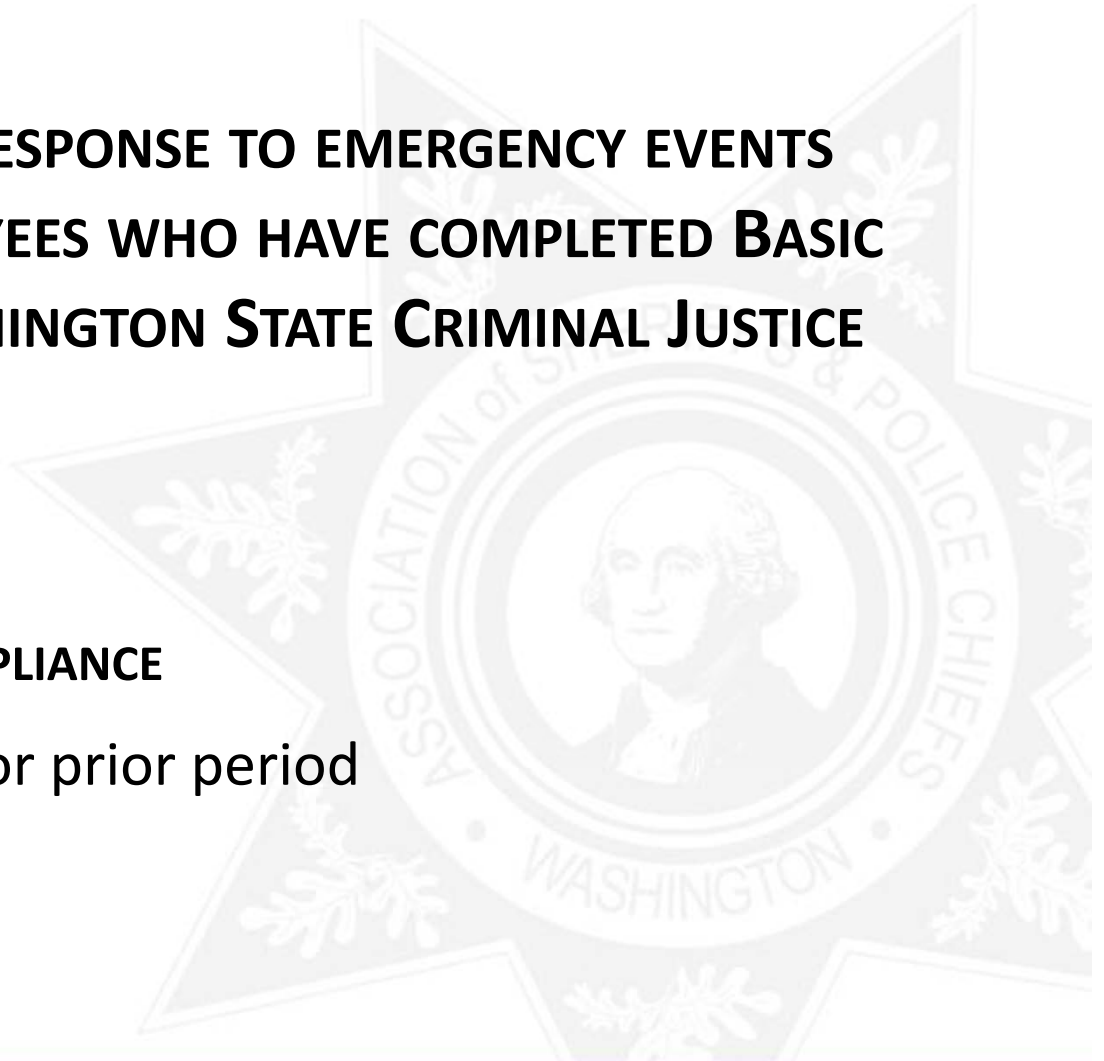 ESPONSE TO EMERGENCY EVENTS
YEES WHO HAVE COMPLETED BASIC
HINGTON STATE CRIMINAL JUSTICE
PLIANCE
or prior period
ASSOCIATION of SHERIFFS & POLICE CHIEFS
• WASHINGTON •